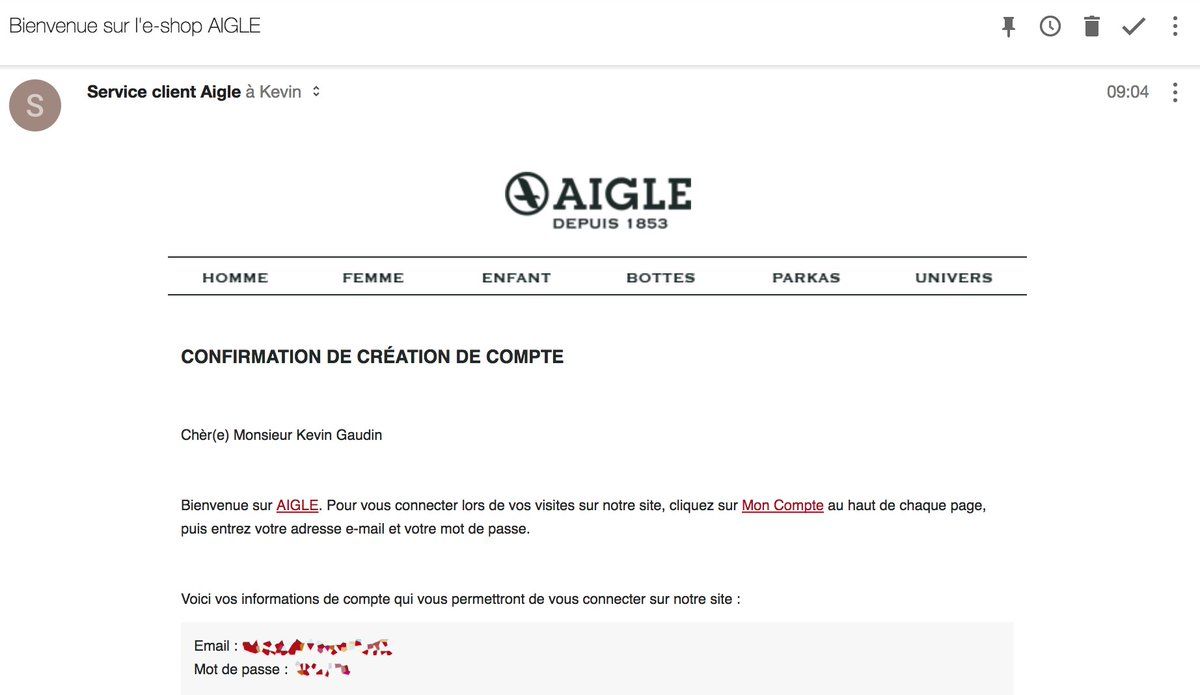 Bienvenue sur l'e-shop AIGLE
S
Service client Aigle à Kevin
09:04
AIGLE
DEPUIS 1853
HOMME FEMME ENFANT BOTTES PARKAS UNIVERS
CONFIRMATION DE CRÉATION DE COMPTE
Chèr(e) Monsieur Kevin Gaudin
Bienvenue sur AIGLE. Pour vous connecter lors de vos visites sur notre site, cliquez sur Mon Compte au haut de chaque page,
puis entrez votre adresse e-mail et votre mot de passe.
Voici vos informations de compte qui vous permettront de vous connecter sur notre site :
Email :
Mot de passe :